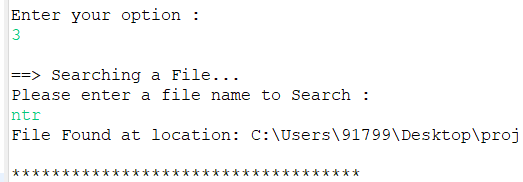 Enter your option :
3
==> Searching a File...
Please enter a file name to Search :
ntr
File Found at location: C:\Users\91799\Desktop\proj
***********************************